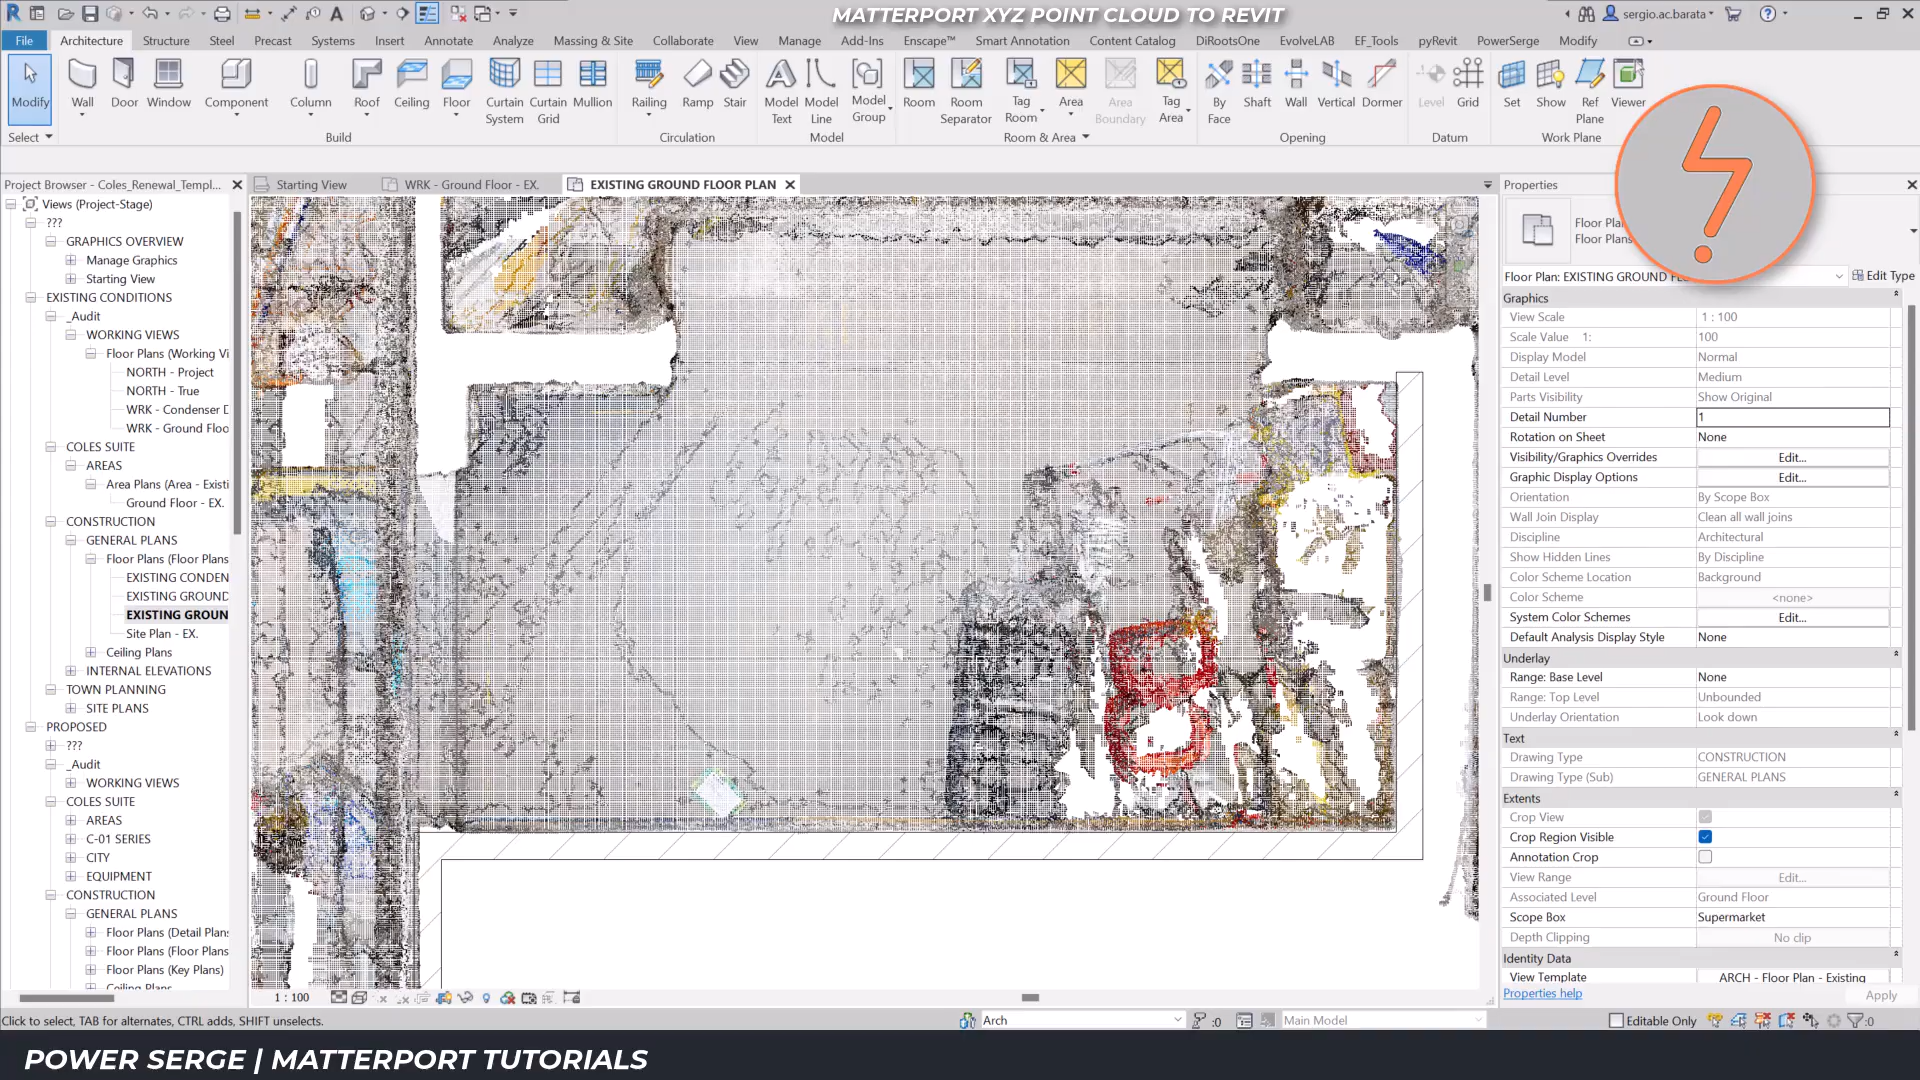 MATTERPORT XYZ POINT CLOUD TO REVIT
sergio.ac.barata
File Architecture Structure Steel Precast Systems Insert Annotate Analyze Massing & Site Collaborate View Manage Add-Ins Enscape™ Smart Annotation Content Catalog DiRootsOne EvolveLAB EF_Tools pyRevit PowerSerge Modify
Modify Wall Door Window Component Column Roof Ceiling Floor Curtain System Curtain Grid Mullion Railing Ramp Stair Model Text Model Line Model Group Room Room Separator Tag Room Area Area Boundary Tag Area By Face Shaft Wall Vertical Dormer Level Grid Set Show Ref Plane Viewer
Select Build Circulation Model Room & Area Opening Datum Work Plane
Project Browser - Coles_Renewal_Templ...
Starting View WRK - Ground Floor - EX. EXISTING GROUND FLOOR PLAN
Views (Project-Stage)
???
GRAPHICS OVERVIEW
Manage Graphics
Starting View
EXISTING CONDITIONS
_Audit
WORKING VIEWS
Floor Plans (Working Vi
NORTH - Project
NORTH - True
WRK - Condenser D
WRK - Ground Floo
COLES SUITE
AREAS
Area Plans (Area - Existi
Ground Floor - EX.
CONSTRUCTION
GENERAL PLANS
Floor Plans (Floor Plans
EXISTING CONDEN
EXISTING GROUND
EXISTING GROUN
Site Plan - EX.
Ceiling Plans
INTERNAL ELEVATIONS
TOWN PLANNING
SITE PLANS
PROPOSED
???
_Audit
WORKING VIEWS
COLES SUITE
AREAS
C-01 SERIES
CITY
EQUIPMENT
CONSTRUCTION
GENERAL PLANS
Floor Plans (Detail Plans
Floor Plans (Floor Plans
Floor Plans (Key Plans)
Ceiling Plans
Properties
Floor Pla
Floor Plans
Floor Plan: EXISTING GROUND FL Edit Type
Graphics
View Scale 1 : 100
Scale Value 1: 100
Display Model Normal
Detail Level Medium
Parts Visibility Show Original
Detail Number 1
Rotation on Sheet None
Visibility/Graphics Overrides Edit...
Graphic Display Options Edit...
Orientation By Scope Box
Wall Join Display Clean all wall joins
Discipline Architectural
Show Hidden Lines By Discipline
Color Scheme Location Background
Color Scheme <none>
System Color Schemes Edit...
Default Analysis Display Style None
Underlay
Range: Base Level None
Range: Top Level Unbounded
Underlay Orientation Look down
Text
Drawing Type CONSTRUCTION
Drawing Type (Sub) GENERAL PLANS
Extents
Crop View
Crop Region Visible
Annotation Crop
View Range Edit...
Associated Level Ground Floor
Scope Box Supermarket
Depth Clipping No clip
Identity Data
View Template ARCH - Floor Plan - Existing
Properties help Apply
1 : 100
Click to select, TAB for alternates, CTRL adds, SHIFT unselects.
Arch :0 Main Model Editable Only :0
POWER SERGE | MATTERPORT TUTORIALS